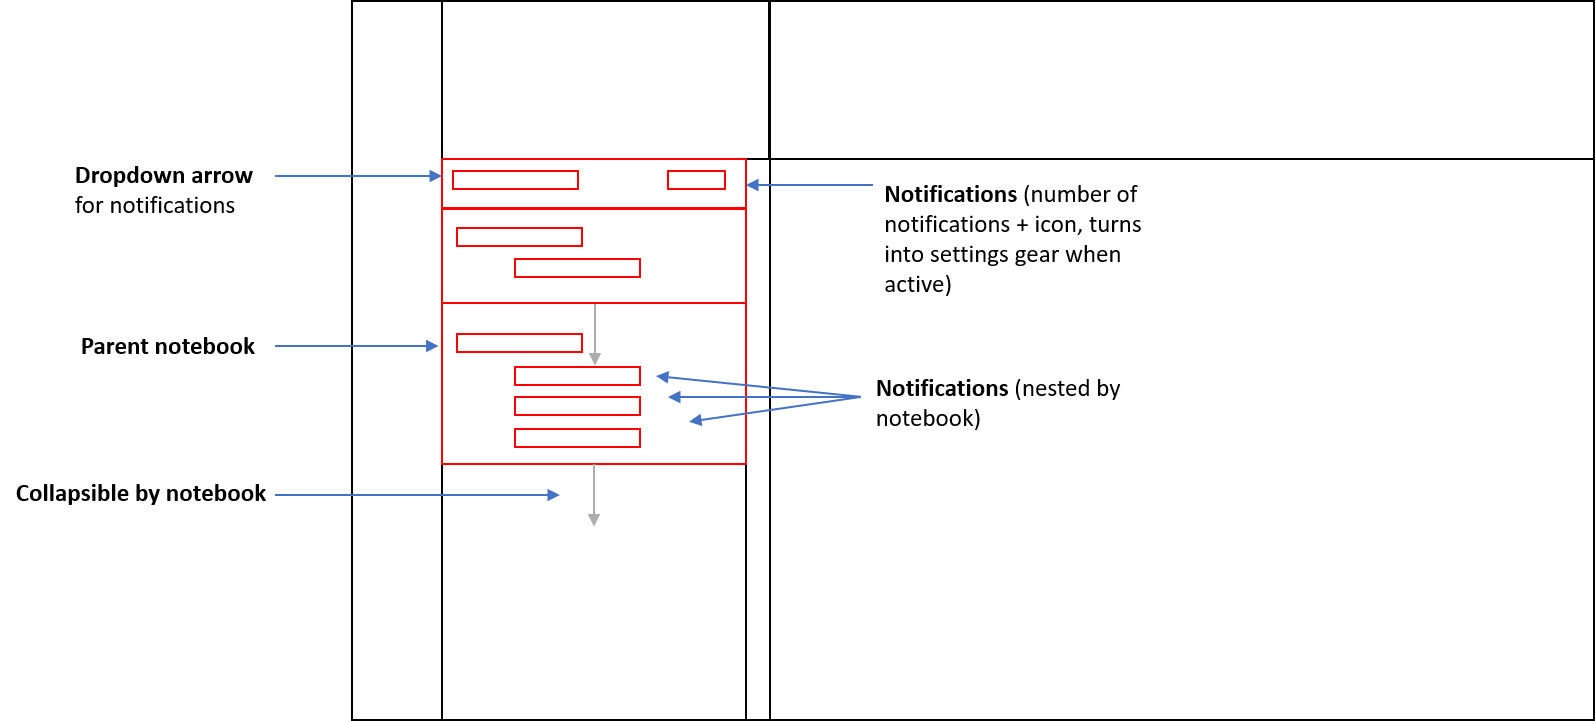 Dropdown arrow
for notifications
Notifications (number of
notifications + icon, turns
into settings gear when
active)
Parent notebook
Notifications (nested by
notebook)
Collapsible by notebook